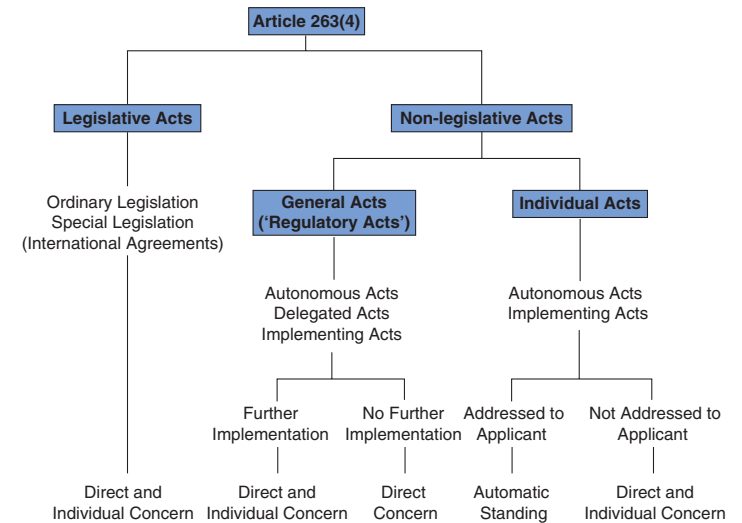 Article 263(4)
Legislative Acts
Non-legislative Acts
Ordinary Legislation
Special Legislation
(International Agreements)
General Acts
(‘Regulatory Acts’)
Individual Acts
Autonomous Acts
Delegated Acts
Implementing Acts
Autonomous Acts
Implementing Acts
Further
Implementation
No Further
Implementation
Addressed to
Applicant
Not Addressed to
Applicant
Direct and
Individual Concern
Direct and
Individual Concern
Direct
Concern
Automatic
Standing
Direct and
Individual Concern